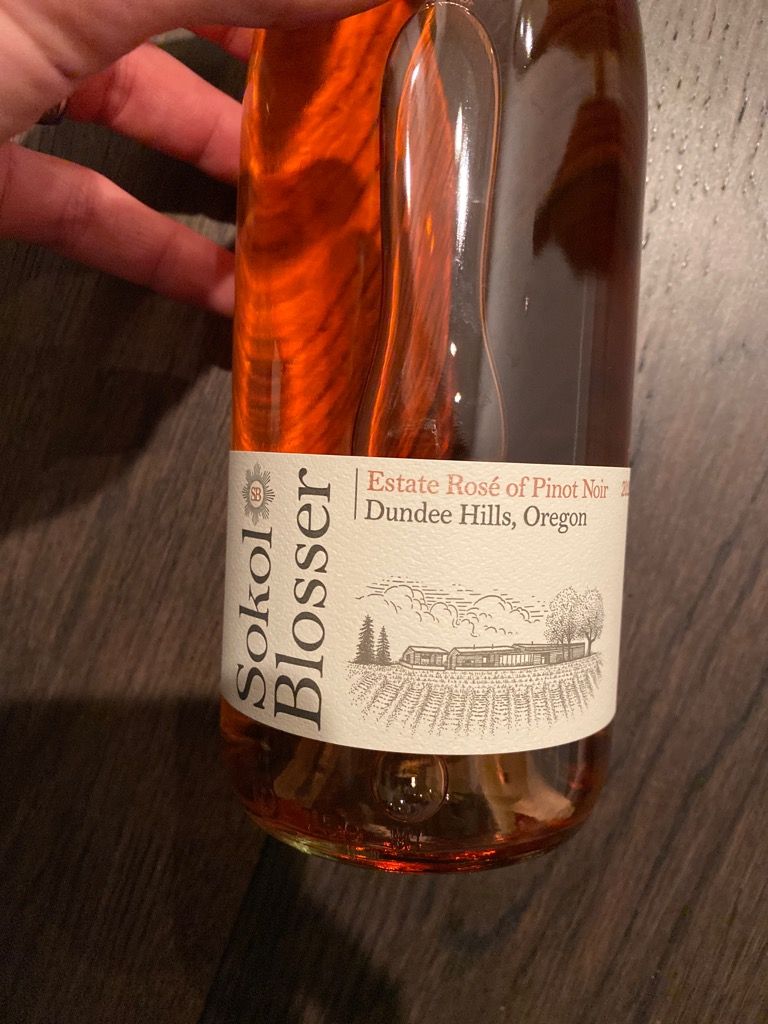 SB
Sokol
Blosser
Estate Rosé of Pinot Noir
Dundee Hills, Oregon